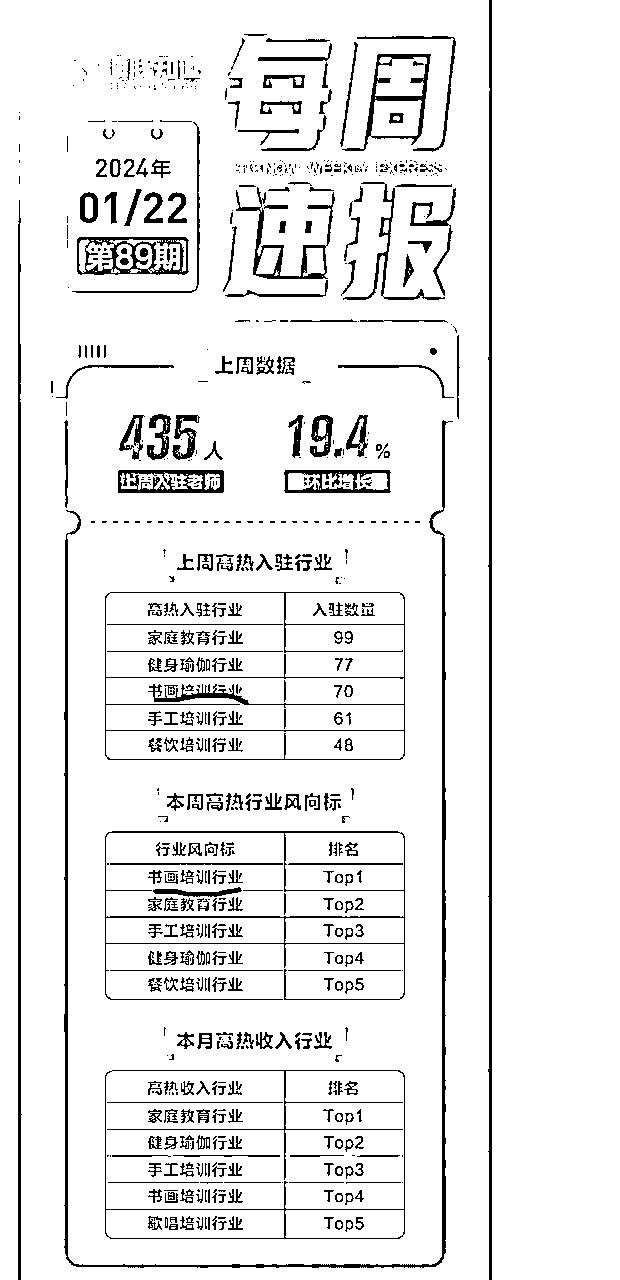 每周
2024年
01/22
第89期
WEEKLY EXPRESS
速报
上周数据
435人 19.4%
上周入驻老师 环比增长
上周高热入驻行业
高热入驻行业 入驻数量
家庭教育行业 99
健身瑜伽行业 77
书画培训行业 70
手工培训行业 61
餐饮培训行业 48
本周高热行业风向标
行业风向标 排名
书画培训行业 Top1
家庭教育行业 Top2
手工培训行业 Top3
健身瑜伽行业 Top4
餐饮培训行业 Top5
本月高热收入行业
高热收入行业 排名
家庭教育行业 Top1
健身瑜伽行业 Top2
手工培训行业 Top3
书画培训行业 Top4
歌唱培训行业 Top5